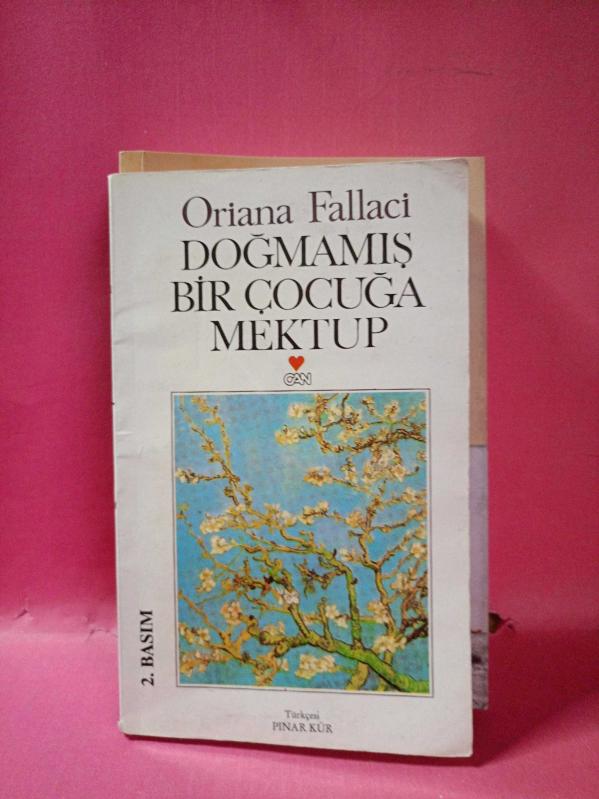 Oriana Fallaci
DOĞMAMIŞ
BİR ÇOCUĞA
MEKTUP
CAN
2. BASIM
Türkçesi
PINAR KÜR